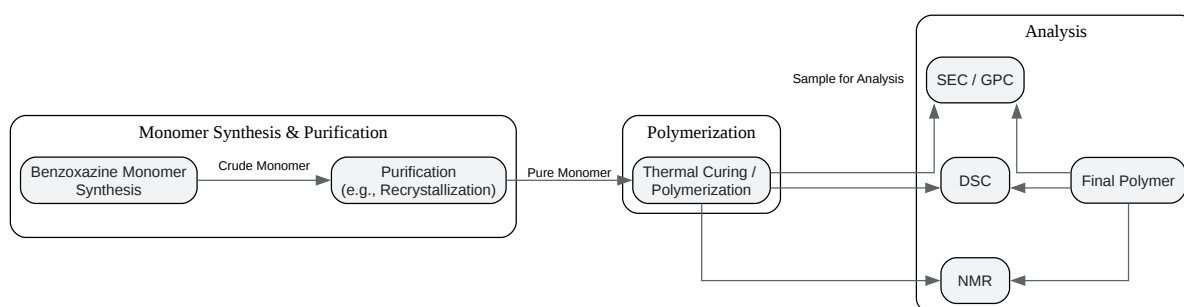 Analysis
Sample for Analysis
SEC / GPC
Monomer Synthesis & Purification
Polymerization
Benzoxazine Monomer
Synthesis
Crude Monomer
Purification
(e.g., Recrystallization)
Pure Monomer
Thermal Curing /
Polymerization
DSC
Final Polymer
NMR